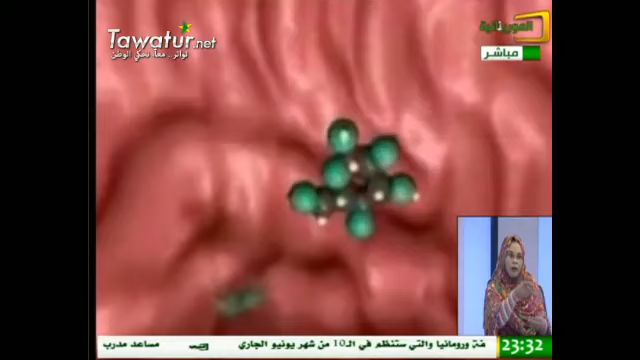 Tawatur.net
تواتر.. معاً نحكي الوطن
الموريتانية
مباشر
فة ورومانيا والتي ستنظم في الـ10 من شهر يونيو الجاري
مساعد مدرب
23:32